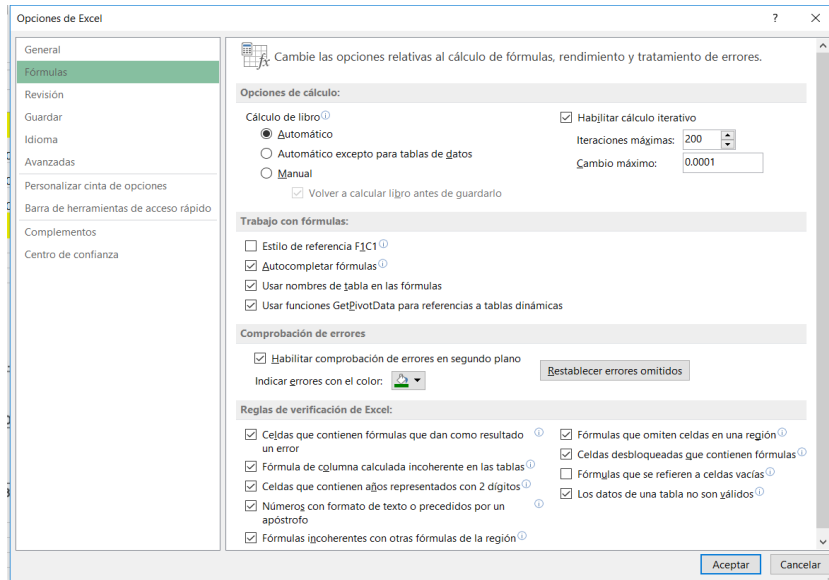 Opciones de Excel
?
General
Fórmulas
Revisión
Guardar
Idioma
Avanzadas
Personalizar cinta de opciones
Barra de herramientas de acceso rápido
Complementos
Centro de confianza
fx Cambie las opciones relativas al cálculo de fórmulas, rendimiento y tratamiento de errores.
Opciones de cálculo:
Cálculo de libro
Automático
Automático excepto para tablas de datos
Manual
Volver a calcular libro antes de guardarlo
Habilitar cálculo iterativo
Iteraciones máximas: 200
Cambio máximo: 0.0001
Trabajo con fórmulas:
Estilo de referencia F1C1
Autocompletar fórmulas
Usar nombres de tabla en las fórmulas
Usar funciones GetPivotData para referencias a tablas dinámicas
Comprobación de errores
Habilitar comprobación de errores en segundo plano
Indicar errores con el color:
Restablecer errores omitidos
Reglas de verificación de Excel:
Celdas que contienen fórmulas que dan como resultado
un error
Fórmula de columna calculada incoherente en las tablas
Celdas que contienen años representados con 2 dígitos
Números con formato de texto o precedidos por un
apóstrofo
Fórmulas incoherentes con otras fórmulas de la región
Fórmulas que omiten celdas en una región
Celdas desbloqueadas que contienen fórmulas
Fórmulas que se refieren a celdas vacías
Los datos de una tabla no son válidos
Aceptar
Cancelar